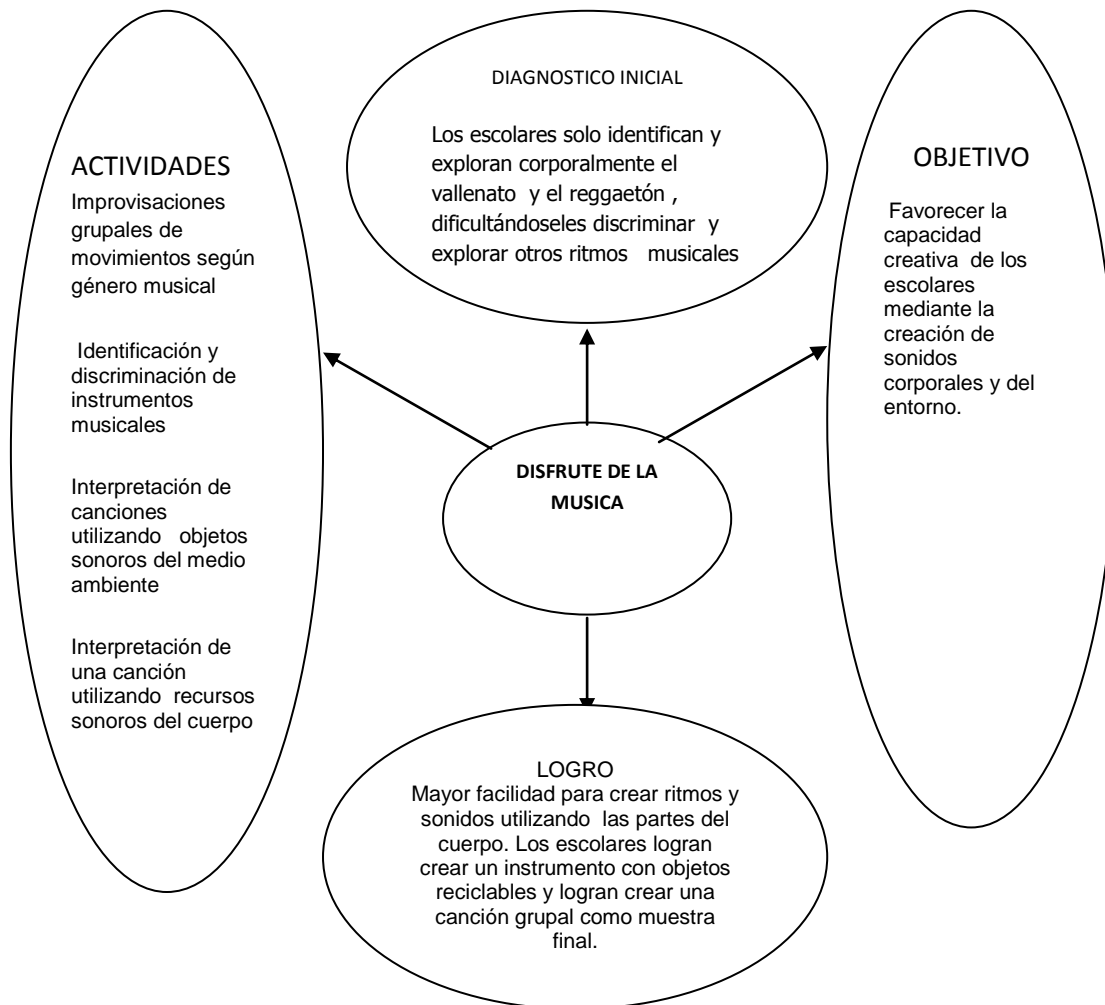 DIAGNOSTICO INICIAL
Los escolares solo identifican y
exploran corporalmente el
vallenato y el reggaetón ,
dificultándoseles discriminar y
explorar otros ritmos musicales
ACTIVIDADES
Improvisaciones
grupales de
movimientos según
género musical
Identificación y
discriminación de
instrumentos
musicales
Interpretación de
canciones
utilizando objetos
sonoros del medio
ambiente
Interpretación de
una canción
utilizando recursos
sonoros del cuerpo
OBJETIVO
Favorecer la
capacidad
creativa de los
escolares
mediante la
creación de
sonidos
corporales y del
entorno.
DISFRUTE DE LA
MUSICA
LOGRO
Mayor facilidad para crear ritmos y
sonidos utilizando las partes del
cuerpo. Los escolares logran
crear un instrumento con objetos
reciclables y logran crear una
canción grupal como muestra
final.